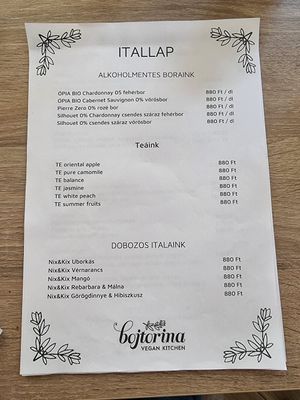 ITALLAP
ALKOHOLMENTES BORAINK
OPIA BIO Chardonnay 05 fehérbor 880 Ft / dl
OPIA BIO Cabernet Sauvignon 0% vörösbor 880 Ft / dl
Pierre Zero 0% rozé bor 880 Ft / dl
Silhouet 0% Chardonnay csendes száraz fehérbor 880 Ft / dl
Silhouet 0% csendes száraz vörösbor 880 Ft / dl
Teáink
TE oriental apple 880 Ft
TE pure camomile 880 Ft
TE balance 880 Ft
TE jasmine 880 Ft
TE white peach 880 Ft
TE summer fruits 880 Ft
DOBOZOS ITALAINK
Nix&Kix Uborkás 880 Ft
Nix&Kix Vérnarancs 880 Ft
Nix&Kix Mangó 880 Ft
Nix&Kix Rebarbara & Málna 880 Ft
Nix&Kix Görögdinnye & Hibiszkusz 880 Ft
bojtorina
VEGAN KITCHEN